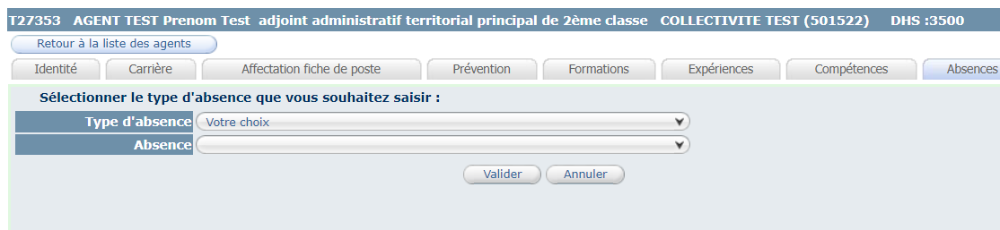 T27353 AGENT TEST Prenom Test adjoint administratif territorial principal de 2ème classe COLLECTIVITE TEST (501522) DHS :3500
Retour à la liste des agents
Identité Carrière Affectation fiche de poste Prévention Formations Expériences Compétences Absences
Sélectionner le type d'absence que vous souhaitez saisir :
Type d'absence Votre choix
Absence
Valider Annuler